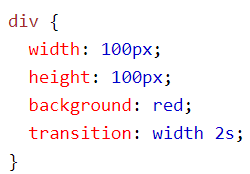 div {
  width: 100px;
  height: 100px;
  background: red;
  transition: width 2s;
}